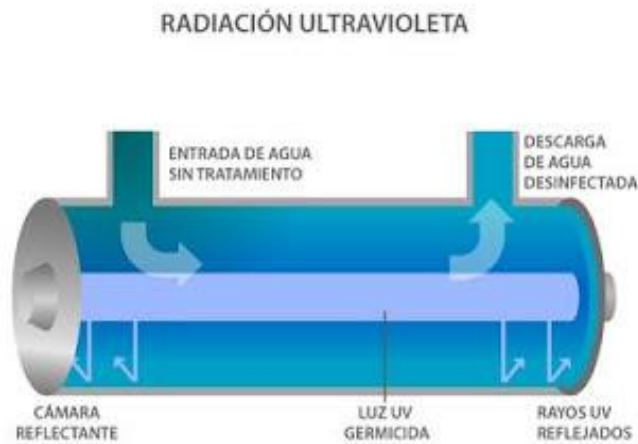 RADIACIÓN ULTRAVIOLETA
ENTRADA DE AGUA
SIN TRATAMIENTO
DESCARGA
DE AGUA
DESINFECTADA
CÁMARA
REFLECTANTE
LUZ UV
GERMICIDA
RAYOS UV
REFLEJADOS